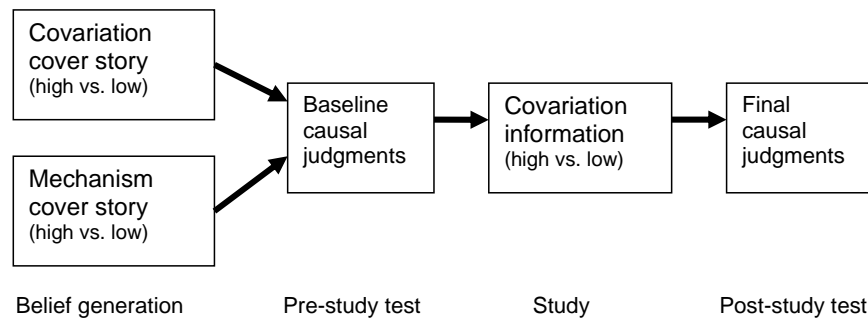 Covariation
cover story
(high vs. low)
Mechanism
cover story
(high vs. low)
Baseline
causal
judgments
Covariation
information
(high vs. low)
Final
causal
judgments
Belief generation
Pre-study test
Study
Post-study test